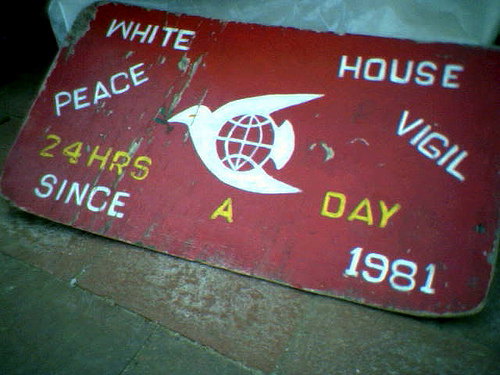 WHITE HOUSE
PEACE VIGIL
24 HRS A DAY
SINCE 1981